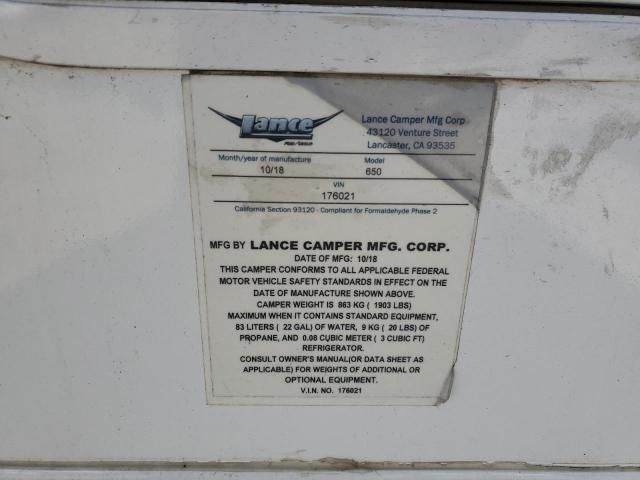 Lance
Lance Camper Mfg Corp
43120 Venture Street
Lancaster, CA 93535
Month/year of manufacture Model
10/18 650
VIN
176021
California Section 93120 - Compliant for Formaldehyde Phase 2
MFG BY LANCE CAMPER MFG. CORP.
DATE OF MFG: 10/18
THIS CAMPER CONFORMS TO ALL APPLICABLE FEDERAL
MOTOR VEHICLE SAFETY STANDARDS IN EFFECT ON THE
DATE OF MANUFACTURE SHOWN ABOVE.
CAMPER WEIGHT IS 863 KG ( 1903 LBS)
MAXIMUM WHEN IT CONTAINS STANDARD EQUIPMENT,
83 LITERS ( 22 GAL) OF WATER, 9 KG ( 20 LBS) OF
PROPANE, AND 0.08 CUBIC METER ( 3 CUBIC FT)
REFRIGERATOR.
CONSULT OWNER'S MANUAL(OR DATA SHEET AS
APPLICABLE) FOR WEIGHTS OF ADDITIONAL OR
OPTIONAL EQUIPMENT.
V.I.N. NO. 176021